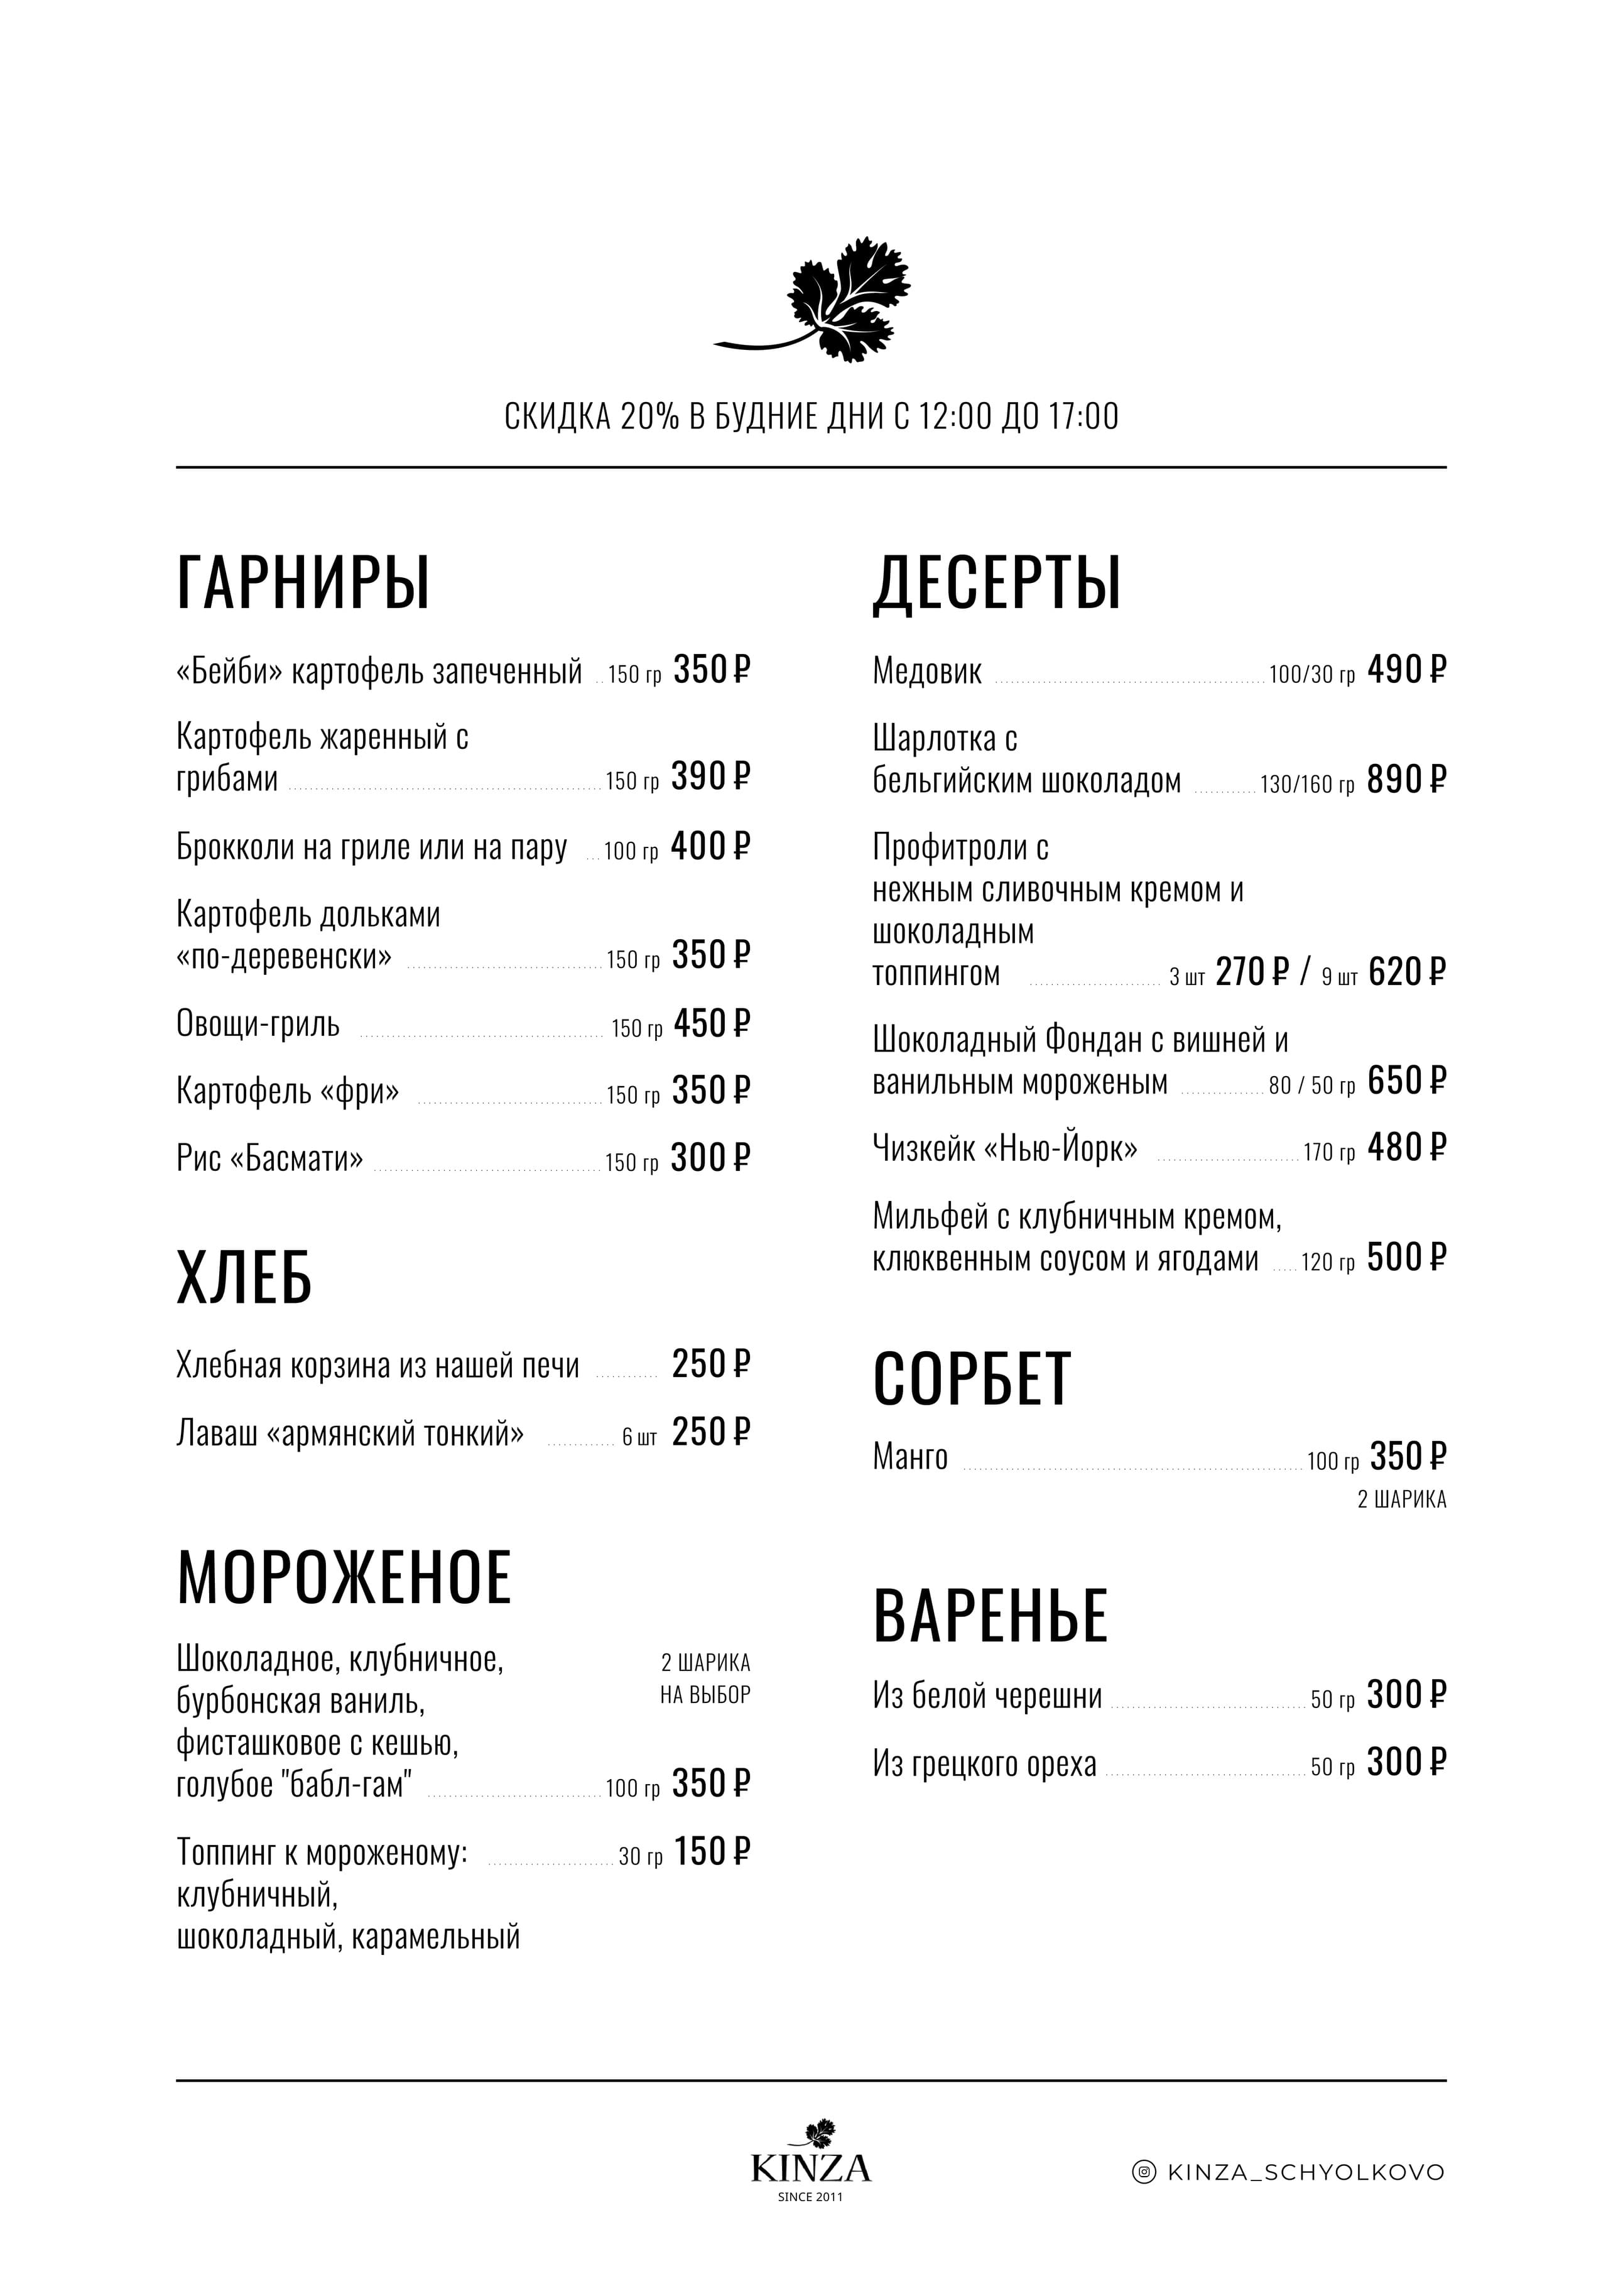 СКИДКА 20% В БУДНИЕ ДНИ С 12:00 ДО 17:00
ГАРНИРЫ
«Бейби» картофель запеченный 150 гр 350 ₽
Картофель жаренный с
грибами 150 гр 390 ₽
Брокколи на гриле или на пару 100 гр 400 ₽
Картофель дольками
«по-деревенски» 150 гр 350 ₽
Овощи-гриль 150 гр 450 ₽
Картофель «фри» 150 гр 350 ₽
Рис «Басмати» 150 гр 300 ₽
ХЛЕБ
Хлебная корзина из нашей печи 250 ₽
Лаваш «армянский тонкий» 6 шт 250 ₽
МОРОЖЕНОЕ
Шоколадное, клубничное, 2 ШАРИКА
бурбонская ваниль, НА ВЫБОР
фисташковое с кешью,
голубое "бабл-гам" 100 гр 350 ₽
Топпинг к мороженому: 30 гр 150 ₽
клубничный,
шоколадный, карамельный
ДЕСЕРТЫ
Медовик 100/30 гр 490 ₽
Шарлотка с
бельгийским шоколадом 130/160 гр 890 ₽
Профитроли с
нежным сливочным кремом и
шоколадным
топпингом 3 шт 270 ₽ / 9 шт 620 ₽
Шоколадный Фондан с вишней и
ванильным мороженым 80 / 50 гр 650 ₽
Чизкейк «Нью-Йорк» 170 гр 480 ₽
Мильфей с клубничным кремом,
клюквенным соусом и ягодами 120 гр 500 ₽
СОРБЕТ
Манго 100 гр 350 ₽
2 ШАРИКА
ВАРЕНЬЕ
Из белой черешни 50 гр 300 ₽
Из грецкого ореха 50 гр 300 ₽
KINZA
SINCE 2011
KINZA_SCHYOLKOVO